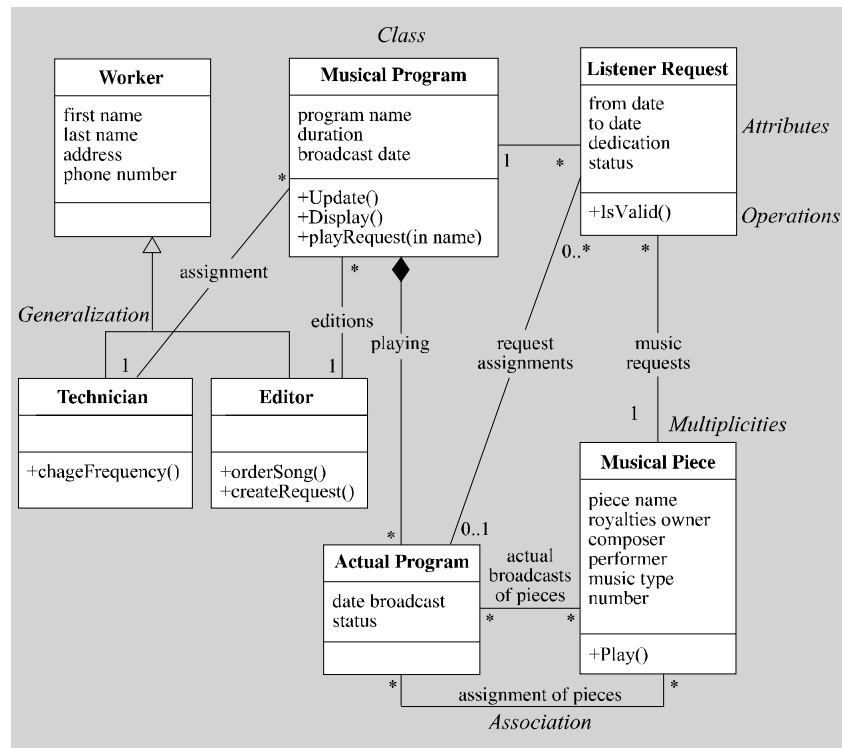 Class
Worker
first name
last name
address
phone number
Musical Program
program name
duration
broadcast date
+Update()
+Display()
+playRequest(in name)
Listener Request
from date
to date
dedication
status
+IsValid()
Attributes
Operations
1
*
*
assignment
1
Generalization
*
editions
1
playing
*
0..*
request
assignments
0..1
*
music
requests
1
Multiplicities
Technician
+chageFrequency()
Editor
+orderSong()
+createRequest()
Actual Program
date broadcast
status
actual
broadcasts
of pieces
*
*
Musical Piece
piece name
royalties owner
composer
performer
music type
number
+Play()
*
assignment of pieces
*
Association